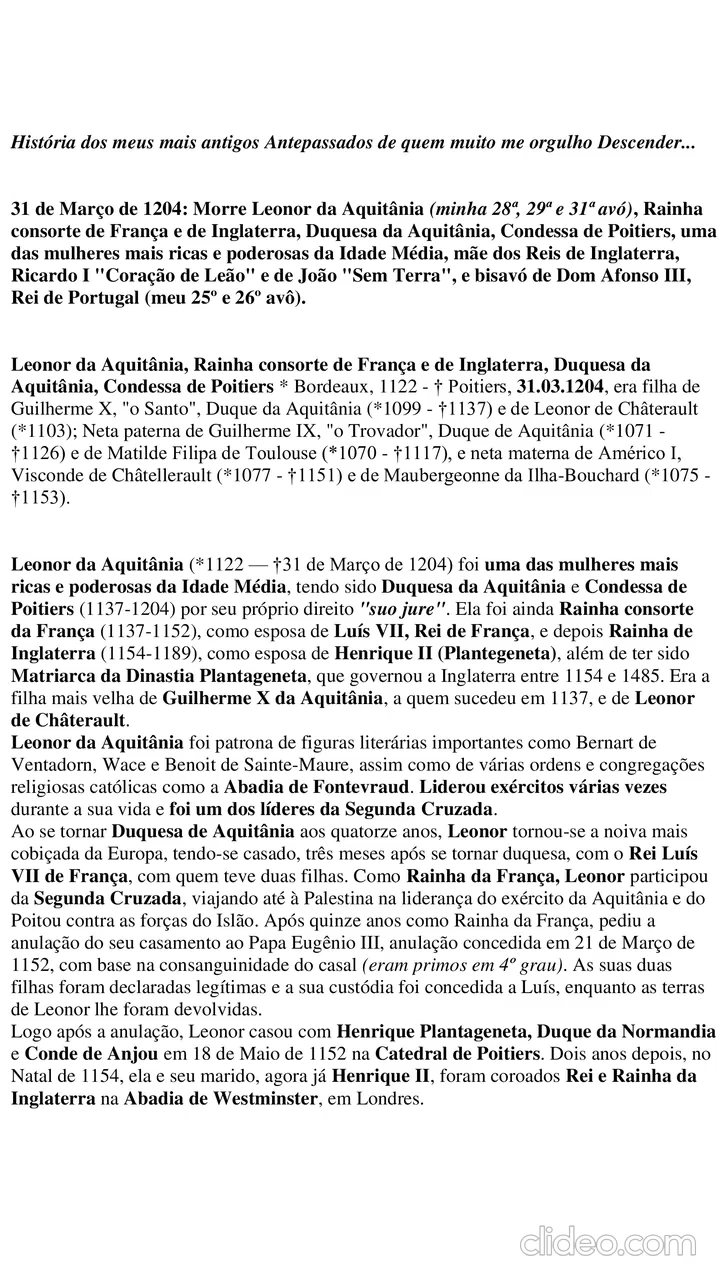 História dos meus mais antigos Antepassados de quem muito me orgulho Descender...
31 de Março de 1204: Morre Leonor da Aquitânia (minha 28ª, 29ª e 31ª avó), Rainha
consorte de França e de Inglaterra, Duquesa da Aquitânia, Condessa de Poitiers, uma
das mulheres mais ricas e poderosas da Idade Média, mãe dos Reis de Inglaterra,
Ricardo I "Coração de Leão" e de João "Sem Terra", e bisavó de Dom Afonso III,
Rei de Portugal (meu 25º e 26º avô).
Leonor da Aquitânia, Rainha consorte de França e de Inglaterra, Duquesa da
Aquitânia, Condessa de Poitiers * Bordeaux, 1122 - † Poitiers, 31.03.1204, era filha de
Guilherme X, "o Santo", Duque da Aquitânia (*1099 - †1137) e de Leonor de Châterault
(*1103); Neta paterna de Guilherme IX, "o Trovador", Duque de Aquitânia (*1071 -
†1126) e de Matilde Filipa de Toulouse (*1070 - †1117), e neta materna de Américo I,
Visconde de Châtellerault (*1077 - †1151) e de Maubergeonne da Ilha-Bouchard (*1075 -
†1153).
Leonor da Aquitânia (*1122 — †31 de Março de 1204) foi uma das mulheres mais
ricas e poderosas da Idade Média, tendo sido Duquesa da Aquitânia e Condessa de
Poitiers (1137-1204) por seu próprio direito "suo jure". Ela foi ainda Rainha consorte
da França (1137-1152), como esposa de Luís VII, Rei de França, e depois Rainha de
Inglaterra (1154-1189), como esposa de Henrique II (Plantegeneta), além de ter sido
Matriarca da Dinastia Plantageneta, que governou a Inglaterra entre 1154 e 1485. Era a
filha mais velha de Guilherme X da Aquitânia, a quem sucedeu em 1137, e de Leonor
de Châterault.
Leonor da Aquitânia foi patrona de figuras literárias importantes como Bernart de
Ventadorn, Wace e Benoit de Sainte-Maure, assim como de várias ordens e congregações
religiosas católicas como a Abadia de Fontevraud. Liderou exércitos várias vezes
durante a sua vida e foi um dos líderes da Segunda Cruzada.
Ao se tornar Duquesa de Aquitânia aos quatorze anos, Leonor tornou-se a noiva mais
cobiçada da Europa, tendo-se casado, três meses após se tornar duquesa, com o Rei Luís
VII de França, com quem teve duas filhas. Como Rainha da França, Leonor participou
da Segunda Cruzada, viajando até à Palestina na liderança do exército da Aquitânia e do
Poitou contra as forças do Islão. Após quinze anos como Rainha da França, pediu a
anulação do seu casamento ao Papa Eugênio III, anulação concedida em 21 de Março de
1152, com base na consanguinidade do casal (eram primos em 4º grau). As suas duas
filhas foram declaradas legítimas e a sua custódia foi concedida a Luís, enquanto as terras
de Leonor lhe foram devolvidas.
Logo após a anulação, Leonor casou com Henrique Plantageneta, Duque da Normandia
e Conde de Anjou em 18 de Maio de 1152 na Catedral de Poitiers. Dois anos depois, no
Natal de 1154, ela e seu marido, agora já Henrique II, foram coroados Rei e Rainha da
Inglaterra na Abadia de Westminster, em Londres.
clideo.com